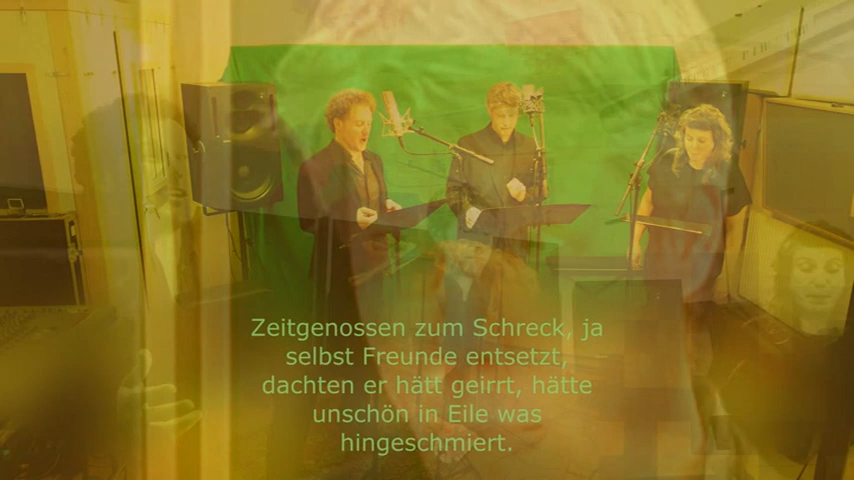 Zeitgenossen zum Schreck, ja
selbst Freunde entsetzt,
dachten er hätt geirrt, hätte
unschön in Eile was
hingeschmiert.